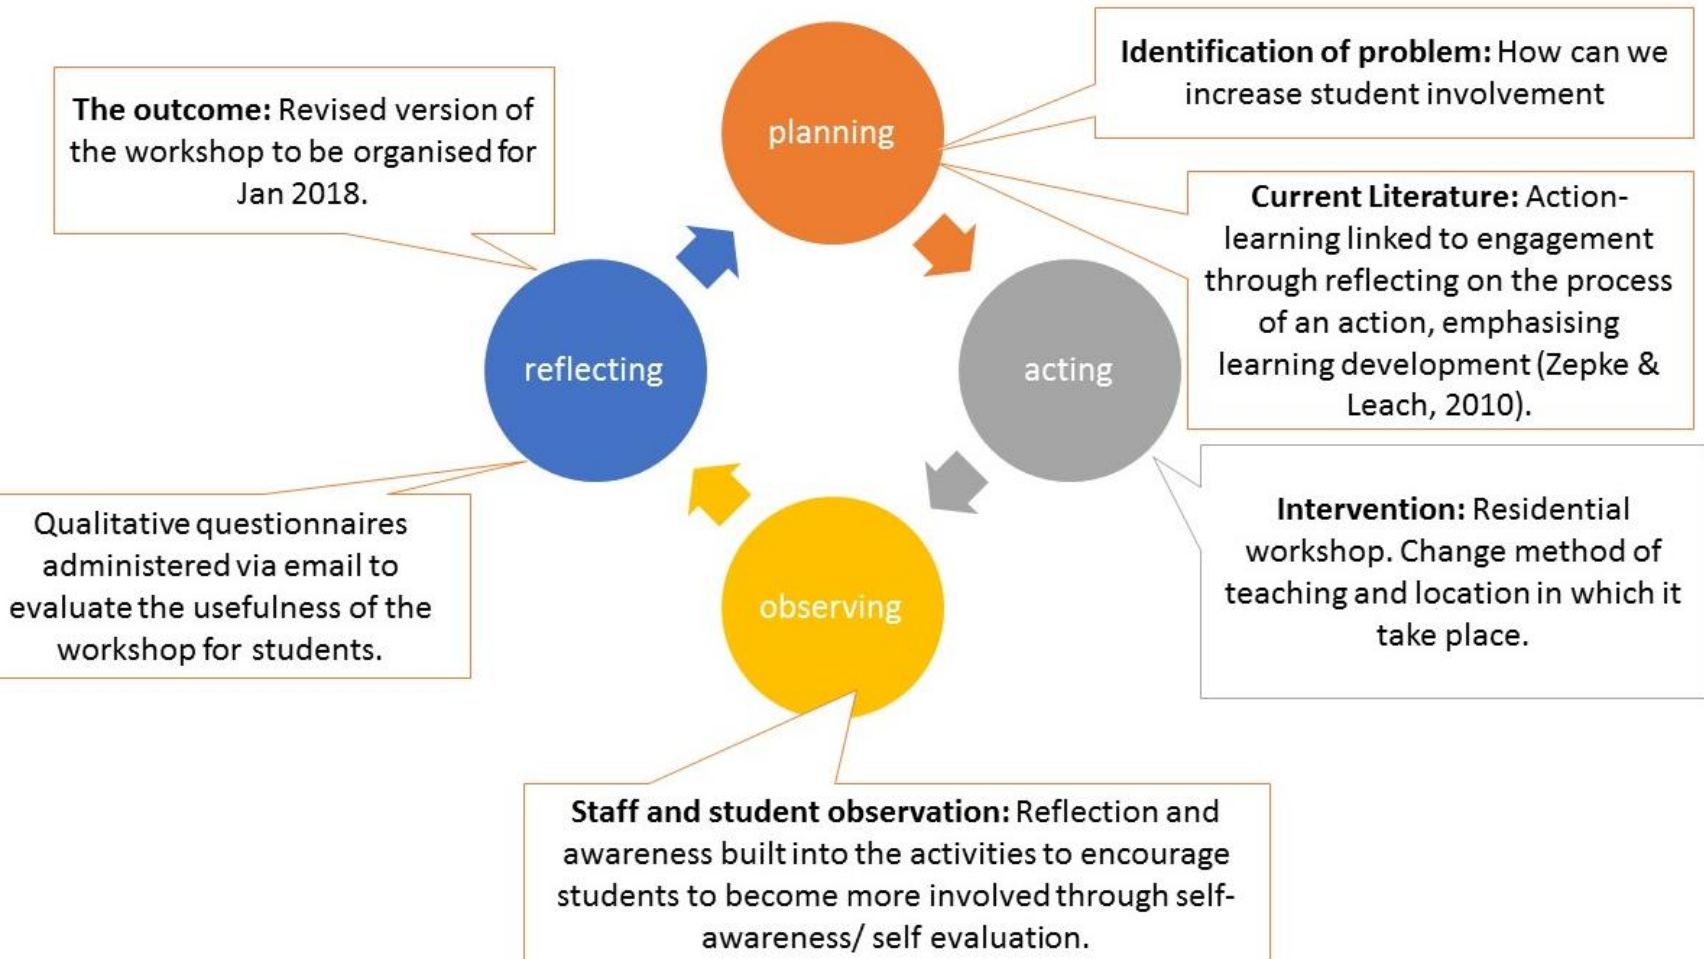 planning
Identification of problem: How can we
increase student involvement
Current Literature: Action-
learning linked to engagement
through reflecting on the process
of an action, emphasising
learning development (Zepke &
Leach, 2010).
acting
Intervention: Residential
workshop. Change method of
teaching and location in which it
take place.
observing
Staff and student observation: Reflection and
awareness built into the activities to encourage
students to become more involved through self-
awareness/ self evaluation.
reflecting
Qualitative questionnaires
administered via email to
evaluate the usefulness of the
workshop for students.
The outcome: Revised version of
the workshop to be organised for
Jan 2018.